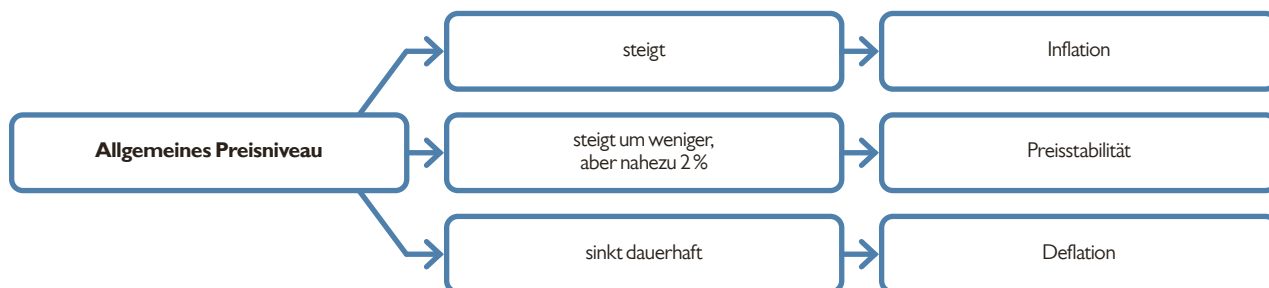 steigt
Inflation
Allgemeines Preisniveau
steigt um weniger,
aber nahezu 2 %
Preisstabilität
sinkt dauerhaft
Deflation